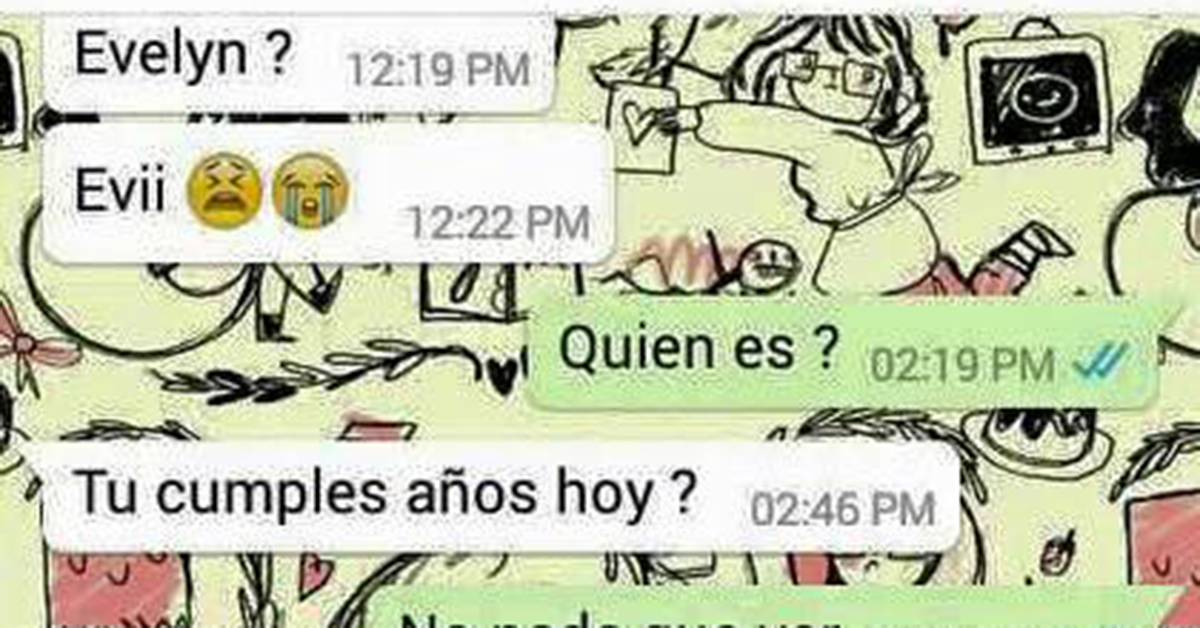 Evelyn ? 12:19 PM
Evii 😫😭 12:22 PM
Quien es ? 02:19 PM
Tu cumples años hoy ? 02:46 PM